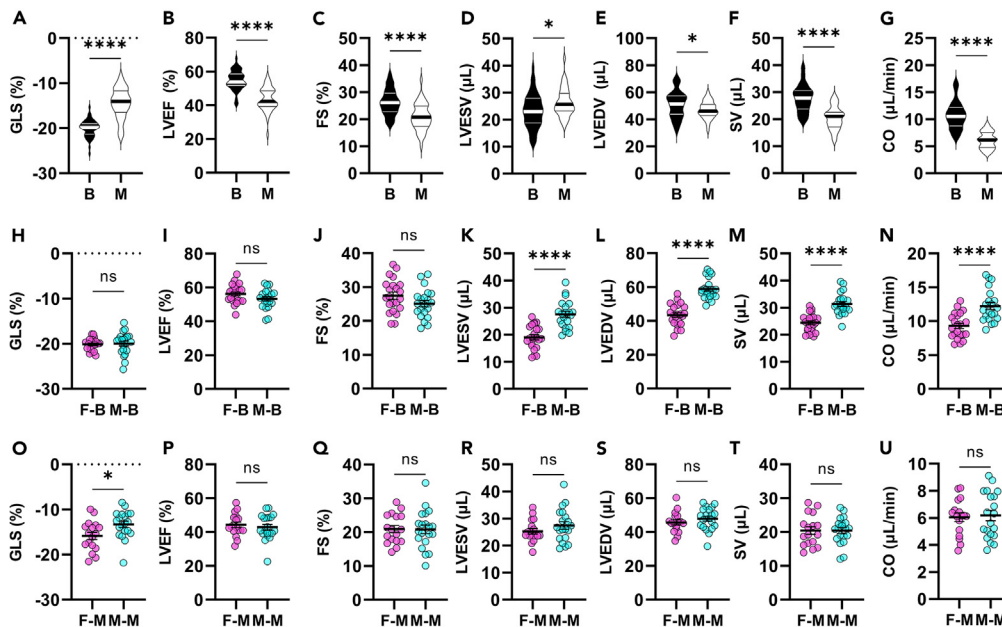 A B C D E F G
**** **** **** * * **** ****
GLS (%) 0 -10 -20 -30 B M
LVEF (%) 80 60 40 20 0 B M
FS (%) 50 40 30 20 10 0 B M
LVESV (µL) 50 40 30 20 10 0 B M
LVEDV (µL) 100 80 60 40 20 0 B M
SV (µL) 50 40 30 20 10 0 B M
CO (µL/min) 25 20 15 10 5 0 B M
H I J K L M N
ns ns ns **** **** **** ****
GLS (%) 0 -10 -20 -30 F-B M-B
LVEF (%) 80 60 40 20 0 F-B M-B
FS (%) 40 30 20 10 0 F-B M-B
LVESV (µL) 50 40 30 20 10 0 F-B M-B
LVEDV (µL) 80 60 40 20 0 F-B M-B
SV (µL) 50 40 30 20 10 0 F-B M-B
CO (µL/min) 20 15 10 5 0 F-B M-B
O P Q R S T U
* ns ns ns ns ns ns
GLS (%) 0 -10 -20 -30 F-M M-M
LVEF (%) 80 60 40 20 0 F-M M-M
FS (%) 40 30 20 10 0 F-M M-M
LVESV (µL) 50 40 30 20 10 0 F-M M-M
LVEDV (µL) 80 60 40 20 0 F-M M-M
SV (µL) 40 30 20 10 0 F-M M-M
CO (µL/min) 10 8 6 4 2 0 F-M M-M